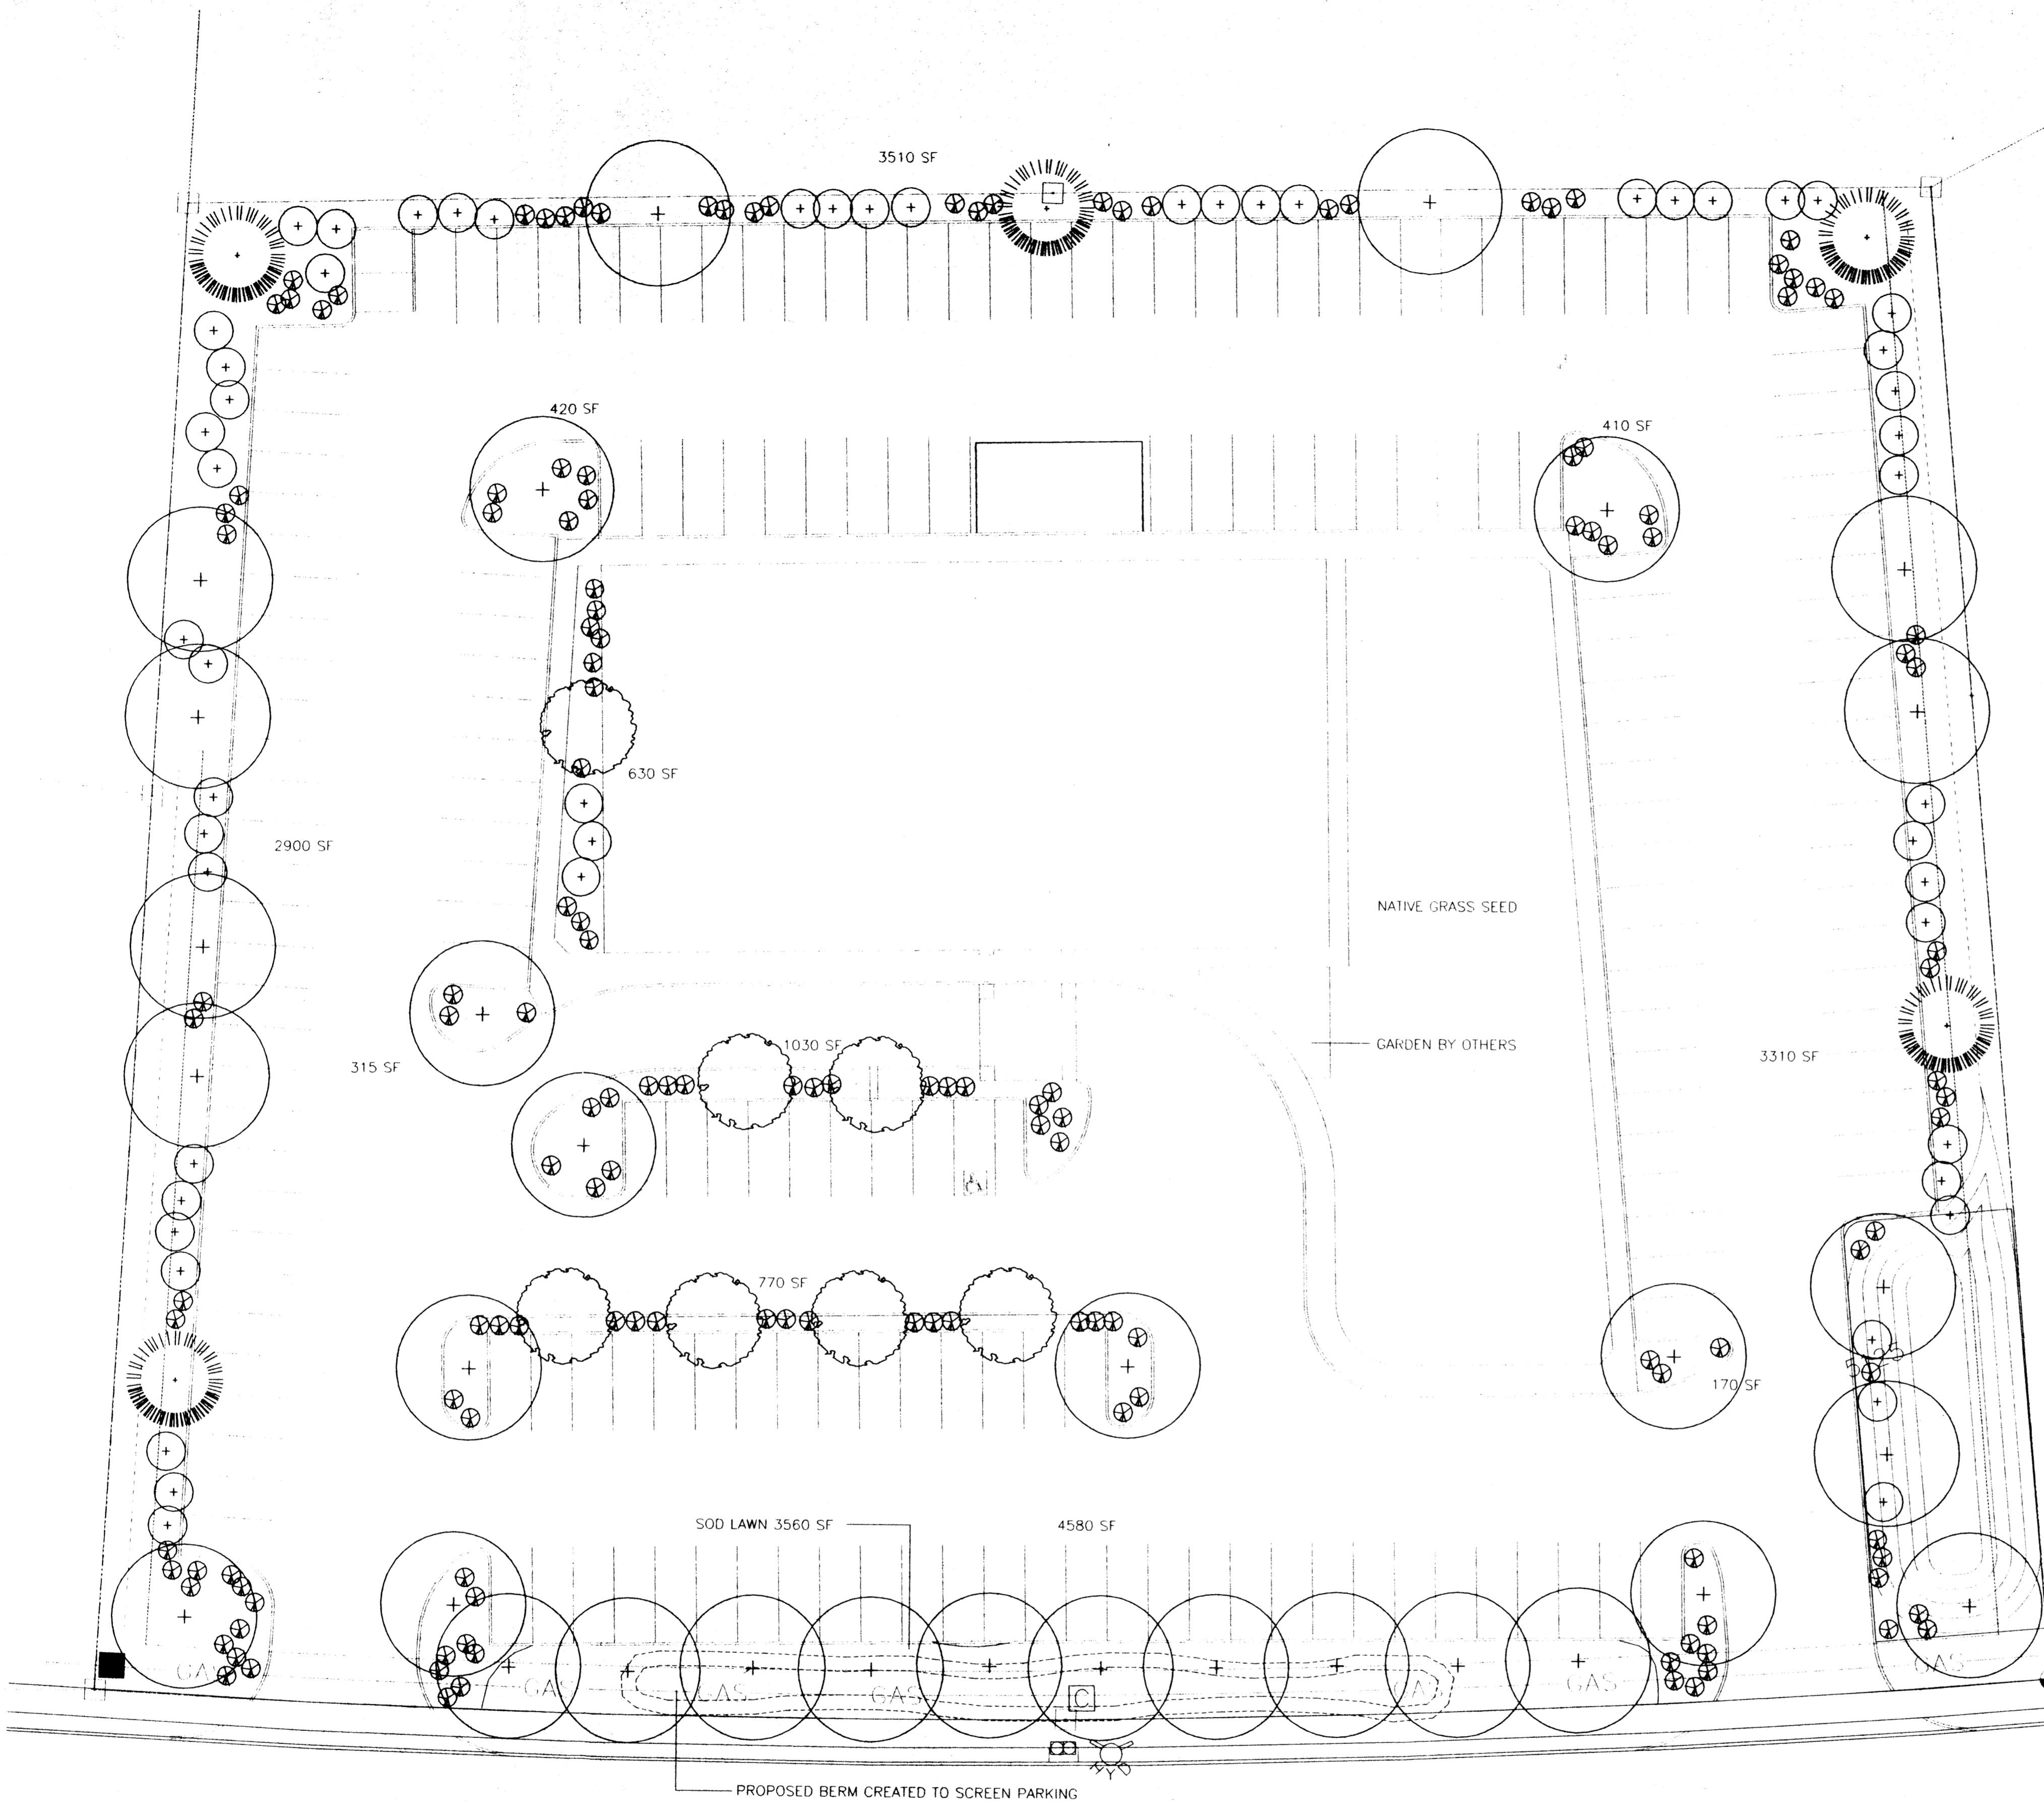 3510 SF
420 SF
410 SF
630 SF
2900 SF
NATIVE GRASS SEED
1030 SF
GARDEN BY OTHERS
3310 SF
315 SF
770 SF
170 SF
SOD LAWN 3560 SF
4580 SF
GAS
GAS
GAS
GAS
GAS
GAS
C
HYD
PROPOSED BERM CREATED TO SCREEN PARKING